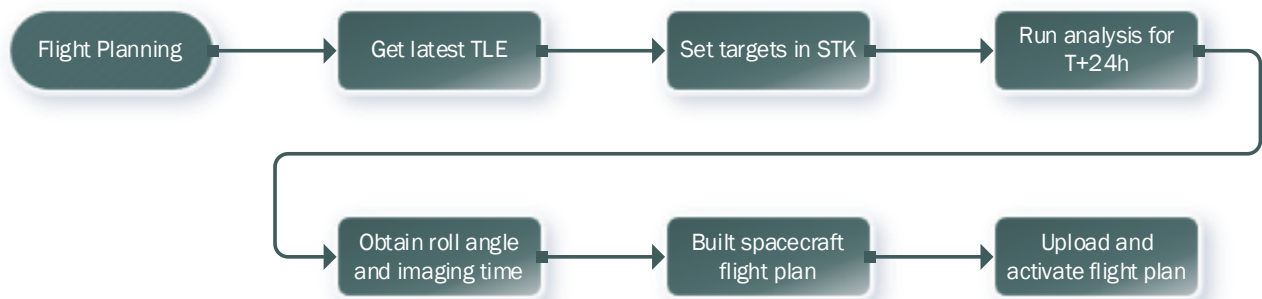 Flight Planning
Get latest TLE
Set targets in STK
Run analysis for
T+24h
Obtain roll angle
and imaging time
Built spacecraft
flight plan
Upload and
activate flight plan